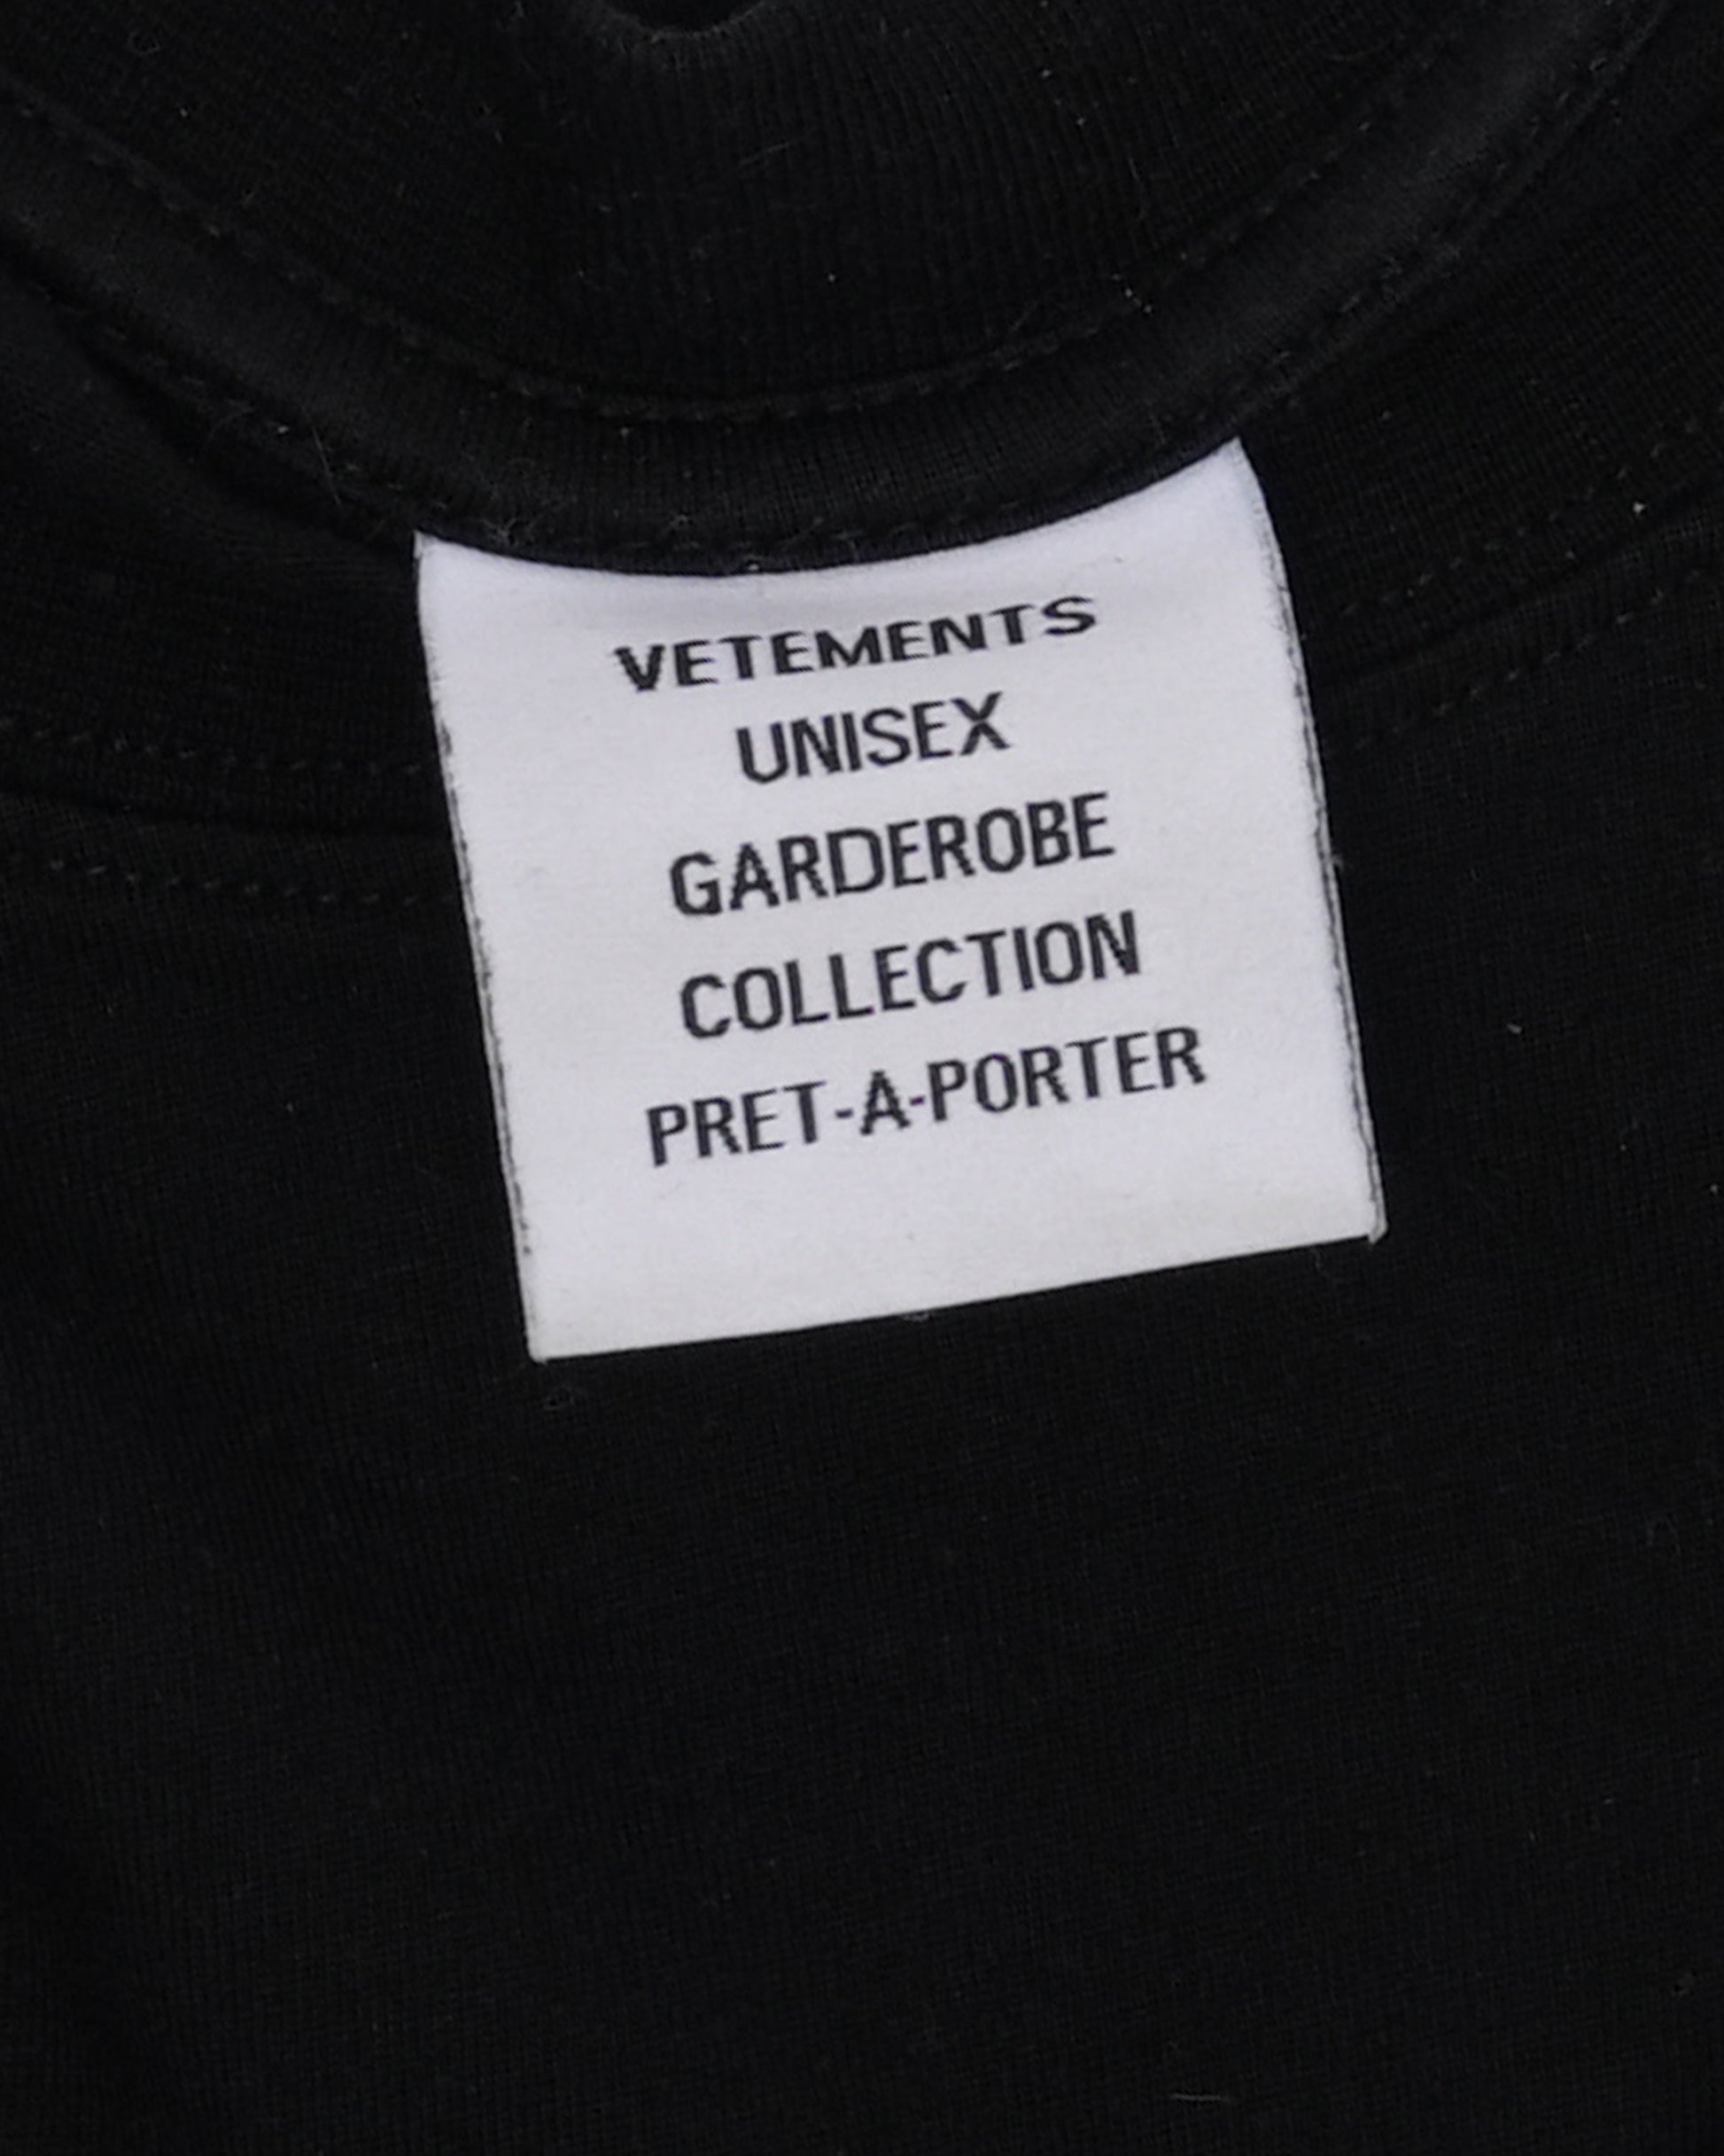 VETEMENTS
UNISEX
GARDEROBE
COLLECTION
PRET-A-PORTER